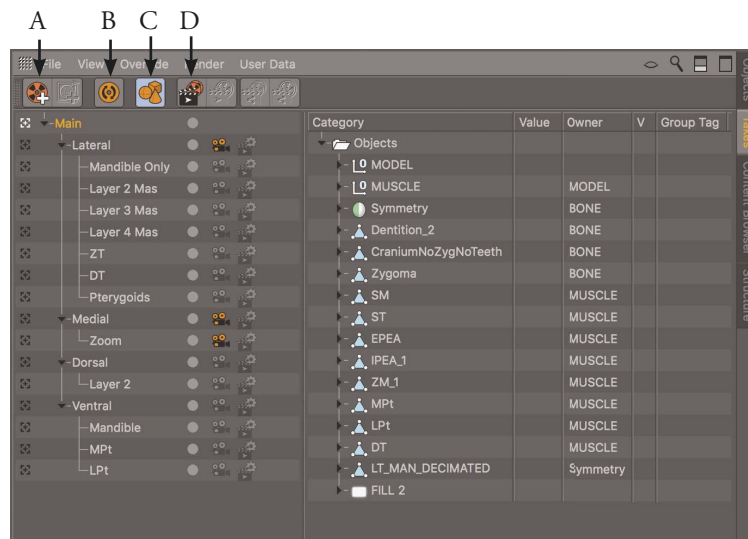 A B C D
File View Override Render User Data
Main
Lateral
Mandible Only
Layer 2 Mas
Layer 3 Mas
Layer 4 Mas
ZT
DT
Pterygoids
Medial
Zoom
Dorsal
Layer 2
Ventral
Mandible
MPt
LPt
Category Value Owner V Group Tag
Objects
0 MODEL
0 MUSCLE MODEL
Symmetry BONE
Dentition_2 BONE
CraniumNoZygNoTeeth BONE
Zygoma BONE
SM MUSCLE
ST MUSCLE
EPEA MUSCLE
IPEA_1 MUSCLE
ZM_1 MUSCLE
MPt MUSCLE
LPt MUSCLE
DT MUSCLE
LT_MAN_DECIMATED Symmetry
FILL 2
Objects
Takes
Content Browser
Structure